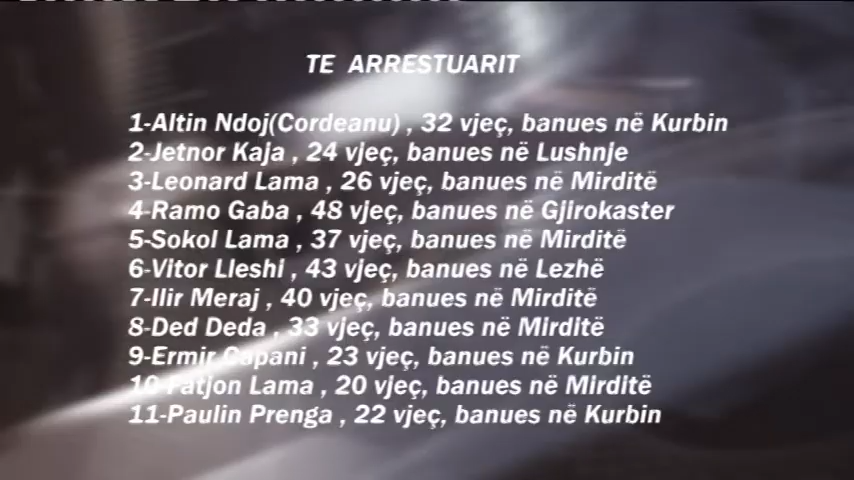 TE ARRESTUARIT
1-Altin Ndoj(Cordeanu) , 32 vjeç, banues në Kurbin
2-Jetnor Kaja , 24 vjeç, banues në Lushnje
3-Leonard Lama , 26 vjeç, banues në Mirditë
4-Ramo Gaba , 48 vjeç, banues në Gjirokaster
5-Sokol Lama , 37 vjeç, banues në Mirditë
6-Vitor Lleshi , 43 vjeç, banues në Lezhë
7-Ilir Meraj , 40 vjeç, banues në Mirditë
8-Ded Deda , 33 vjeç, banues në Mirditë
9-Ermir Capani , 23 vjeç, banues në Kurbin
10-Fatjon Lama , 20 vjeç, banues në Mirditë
11-Paulin Prenga , 22 vjeç, banues në Kurbin